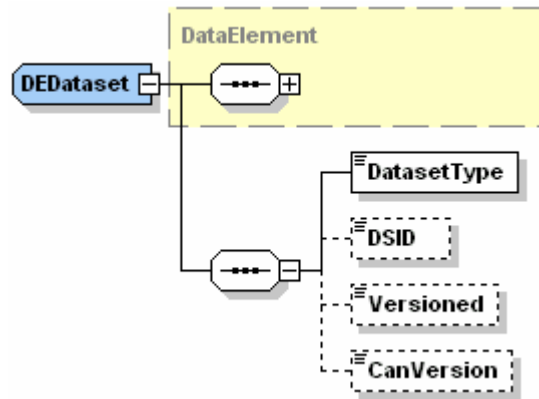 DataElement
DEDataset
DatasetType
DSID
Versioned
CanVersion